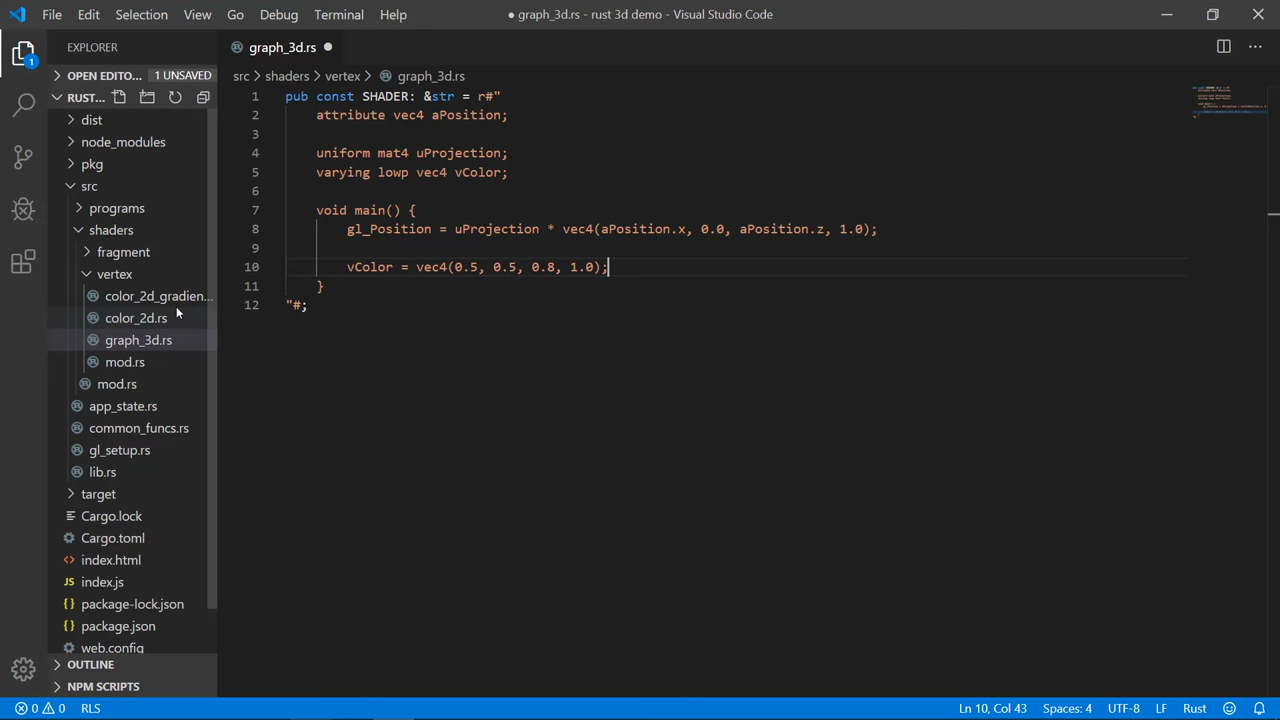 File Edit Selection View Go Debug Terminal Help
● graph_3d.rs - rust 3d demo - Visual Studio Code
EXPLORER
OPEN EDITO... 1 UNSAVED
RUST...
dist
node_modules
pkg
src
programs
shaders
fragment
vertex
color_2d_gradien...
color_2d.rs
graph_3d.rs
mod.rs
mod.rs
app_state.rs
common_funcs.rs
gl_setup.rs
lib.rs
target
Cargo.lock
Cargo.toml
index.html
JS index.js
{} package-lock.json
{} package.json
web.config
OUTLINE
NPM SCRIPTS
1
graph_3d.rs
src > shaders > vertex > graph_3d.rs
1 pub const SHADER: &str = r#"
2 attribute vec4 aPosition;
3
4 uniform mat4 uProjection;
5 varying lowp vec4 vColor;
6
7 void main() {
8 gl_Position = uProjection * vec4(aPosition.x, 0.0, aPosition.z, 1.0);
9
10 vColor = vec4(0.5, 0.5, 0.8, 1.0);
11 }
12 "#;
0 0 RLS
Ln 10, Col 43 Spaces: 4 UTF-8 LF Rust